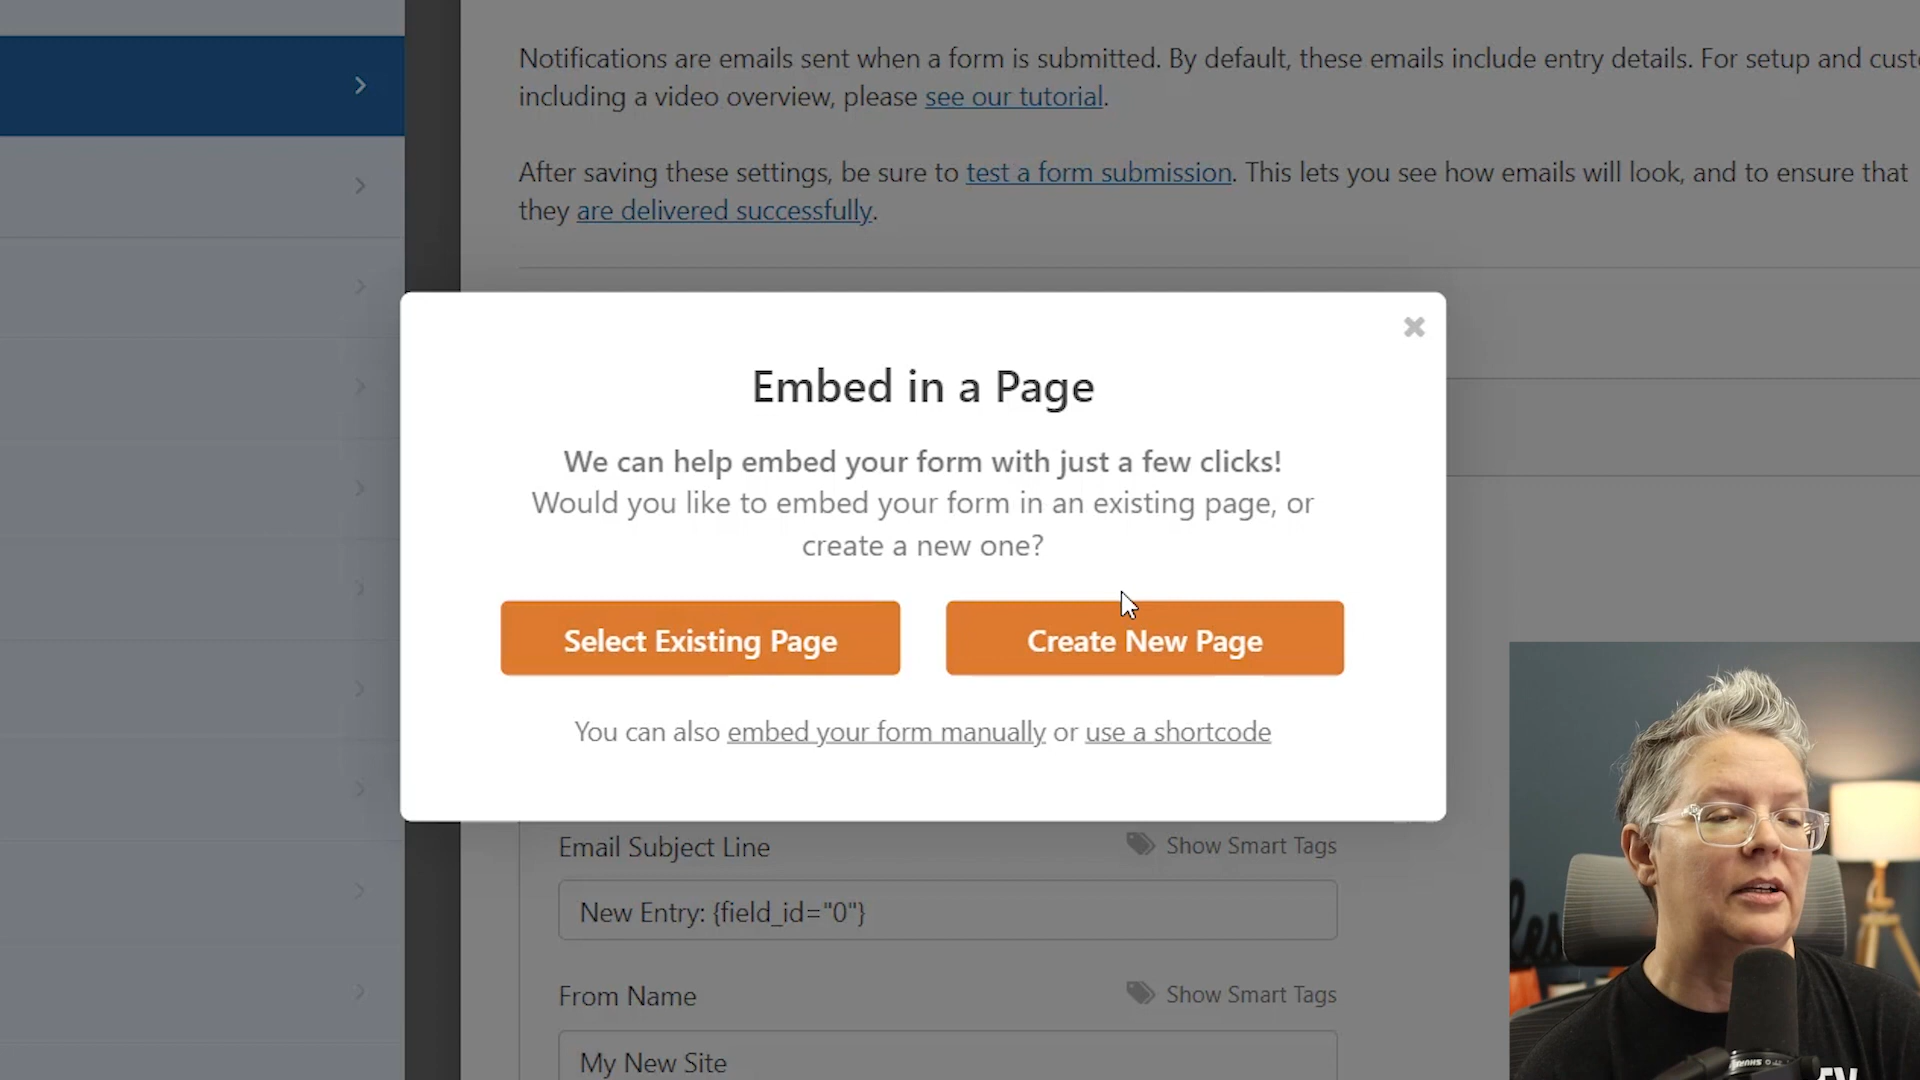 Notifications are emails sent when a form is submitted. By default, these emails include entry details. For setup and
including a video overview, please see our tutorial.
After saving these settings, be sure to test a form submission. This lets you see how emails will look, and to ensure that
they are delivered successfully.
Embed in a Page
We can help embed your form with just a few clicks!
Would you like to embed your form in an existing page, or
create a new one?
Select Existing Page
Create New Page
You can also embed your form manually or use a shortcode
Email Subject Line
Show Smart Tags
New Entry: {field_id="0"}
From Name
Show Smart Tags
My New Site